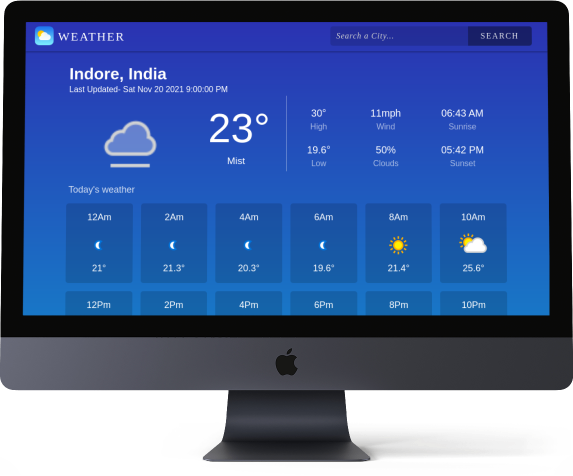 WEATHER
Search a City...
SEARCH
Indore, India
Last Updated- Sat Nov 20 2021 9:00:00 PM
23°
Mist
30° 11mph 06:43 AM
High Wind Sunrise
19.6° 50% 05:42 PM
Low Clouds Sunset
Today's weather
12Am 2Am 4Am 6Am 8Am 10Am
21° 21.3° 20.3° 19.6° 21.4° 25.6°
12Pm 2Pm 4Pm 6Pm 8Pm 10Pm